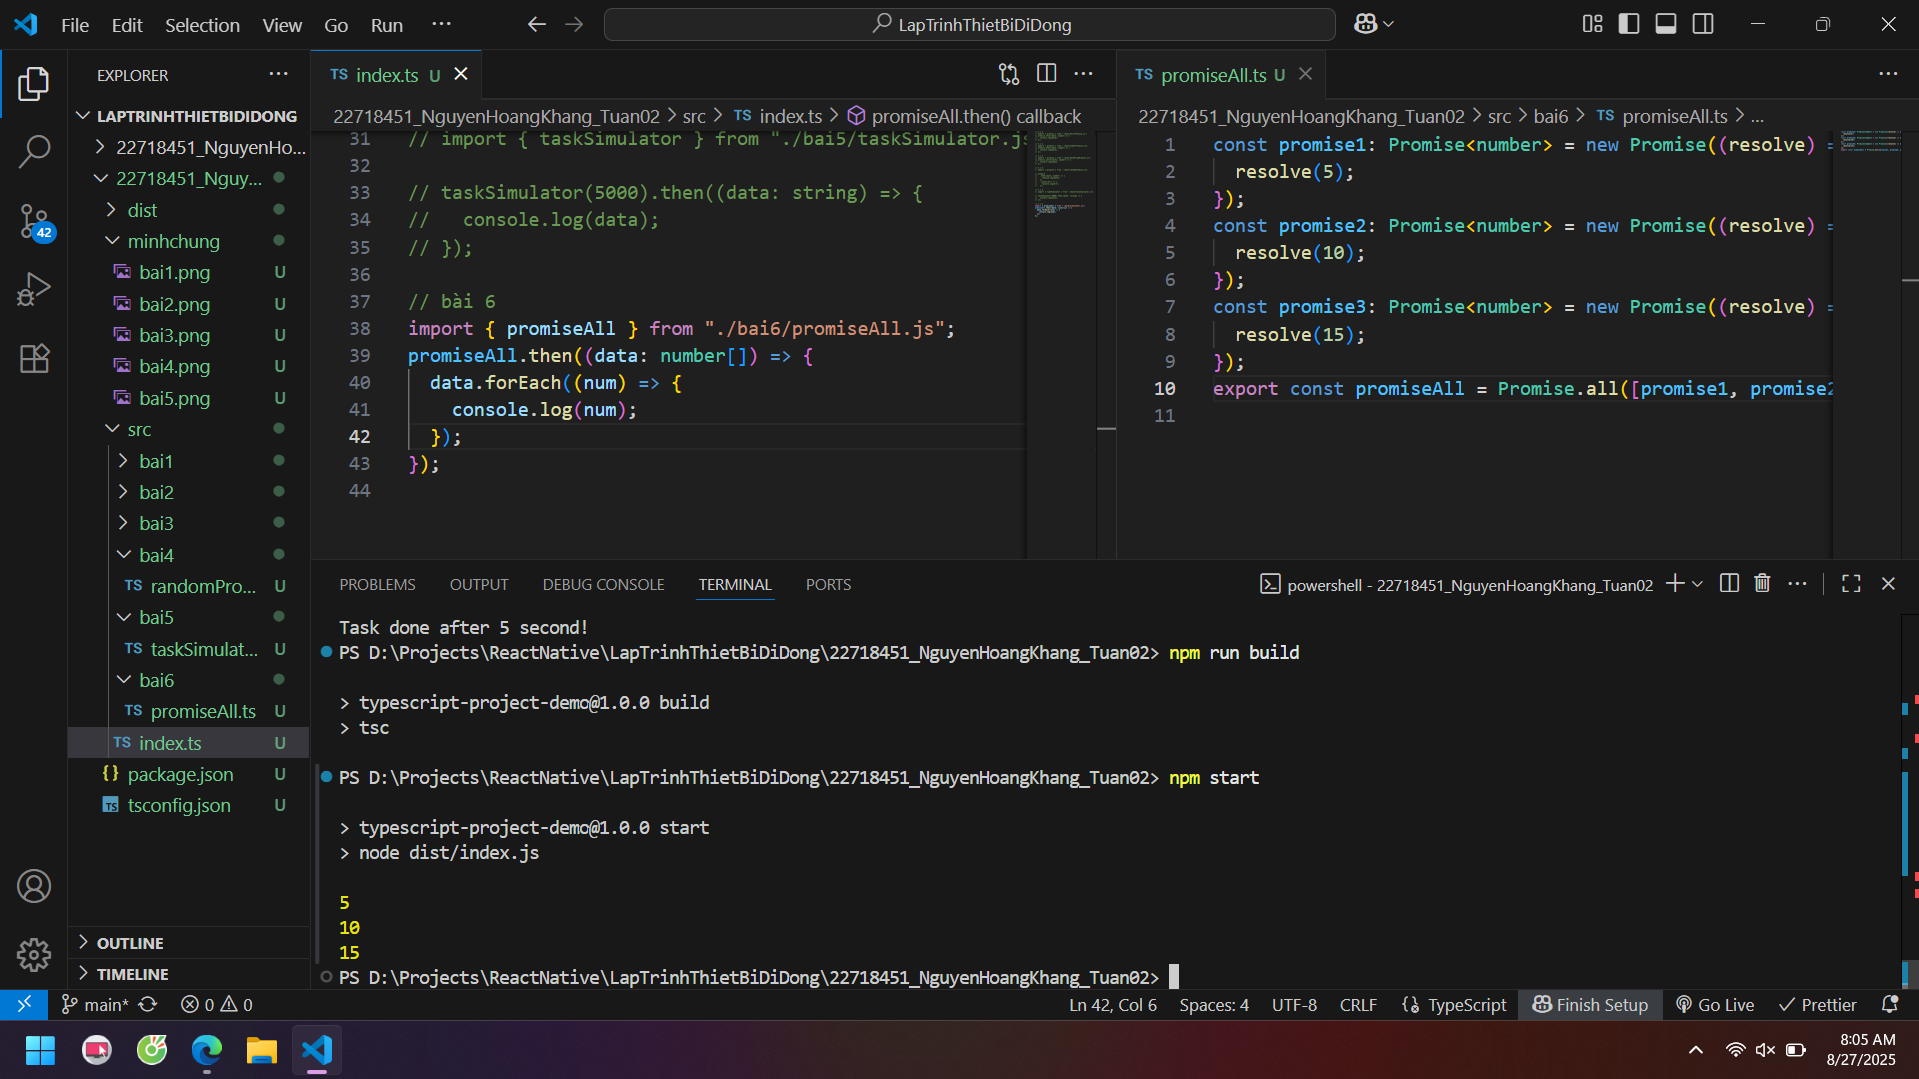 File Edit Selection View Go Run ···
LapTrinhThietBiDiDong
EXPLORER
LAPTRINHTHIETBIDIDONG
22718451_NguyenHo...
22718451_Nguy...
dist
minhchung
bai1.png U
bai2.png U
bai3.png U
bai4.png U
bai5.png U
src
bai1
bai2
bai3
bai4
TS randomPro... U
bai5
TS taskSimulat... U
bai6
TS promiseAll.ts U
TS index.ts U
{} package.json U
TS tsconfig.json U
OUTLINE
TIMELINE
42
TS index.ts U
22718451_NguyenHoangKhang_Tuan02 > src > TS index.ts > promiseAll.then() callback
31 // import { taskSimulator } from "./bai5/taskSimulator.js
32
33 // taskSimulator(5000).then((data: string) => {
34 //   console.log(data);
35 // });
36
37 // bài 6
38 import { promiseAll } from "./bai6/promiseAll.js";
39 promiseAll.then((data: number[]) => {
40   data.forEach((num) => {
41     console.log(num);
42   });
43 });
44
TS promiseAll.ts U
22718451_NguyenHoangKhang_Tuan02 > src > bai6 > TS promiseAll.ts > ...
1 const promise1: Promise<number> = new Promise((resolve) =
2   resolve(5);
3 });
4 const promise2: Promise<number> = new Promise((resolve) =
5   resolve(10);
6 });
7 const promise3: Promise<number> = new Promise((resolve) =
8   resolve(15);
9 });
10 export const promiseAll = Promise.all([promise1, promise2
11
PROBLEMS OUTPUT DEBUG CONSOLE TERMINAL PORTS
powershell - 22718451_NguyenHoangKhang_Tuan02
Task done after 5 second!
PS D:\Projects\ReactNative\LapTrinhThietBiDiDong\22718451_NguyenHoangKhang_Tuan02> npm run build
> typescript-project-demo@1.0.0 build
> tsc
PS D:\Projects\ReactNative\LapTrinhThietBiDiDong\22718451_NguyenHoangKhang_Tuan02> npm start
> typescript-project-demo@1.0.0 start
> node dist/index.js
5
10
15
PS D:\Projects\ReactNative\LapTrinhThietBiDiDong\22718451_NguyenHoangKhang_Tuan02>
main* 0 0
Ln 42, Col 6 Spaces: 4 UTF-8 CRLF {} TypeScript Finish Setup Go Live Prettier
8:05 AM
8/27/2025